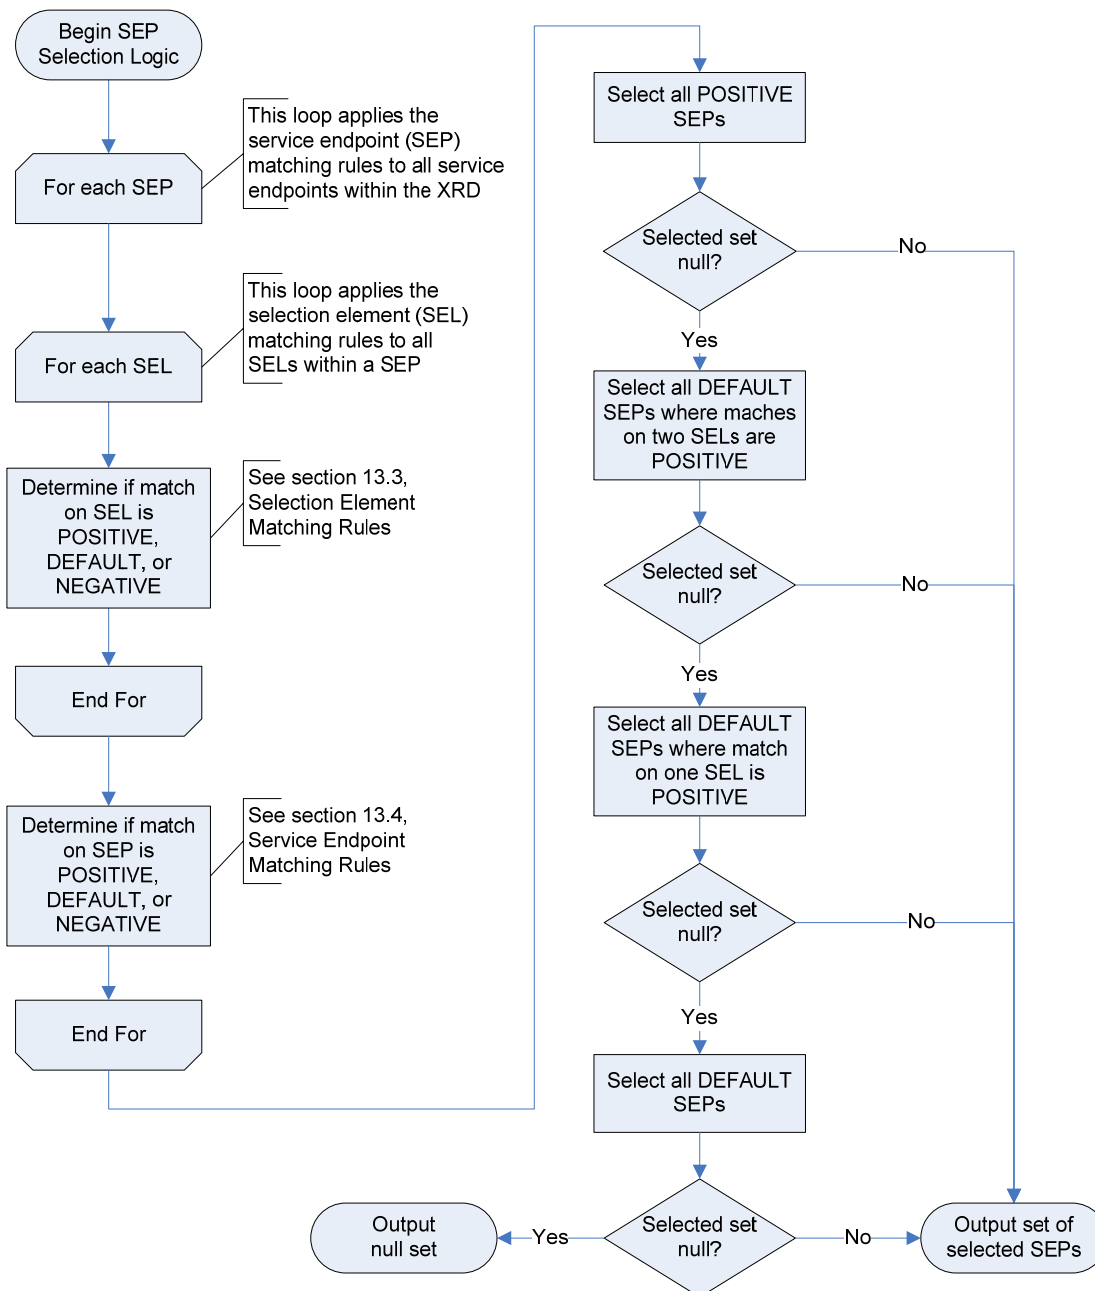 Begin SEP
Selection Logic
This loop applies the
service endpoint (SEP)
matching rules to all service
endpoints within the XRD
For each SEP
This loop applies the
selection element (SEL)
matching rules to all
SELs within a SEP
For each SEL
Determine if match
on SEL is
POSITIVE,
DEFAULT, or
NEGATIVE
See section 13.3,
Selection Element
Matching Rules
End For
Determine if match
on SEP is
POSITIVE,
DEFAULT, or
NEGATIVE
See section 13.4,
Service Endpoint
Matching Rules
End For
Select all POSITIVE
SEPs
Selected set
null?
No
Yes
Select all DEFAULT
SEPs where maches
on two SELs are
POSITIVE
Selected set
null?
No
Yes
Select all DEFAULT
SEPs where match
on one SEL is
POSITIVE
Selected set
null?
No
Yes
Select all DEFAULT
SEPs
Selected set
null?
Yes
Output
null set
No
Output set of
selected SEPs